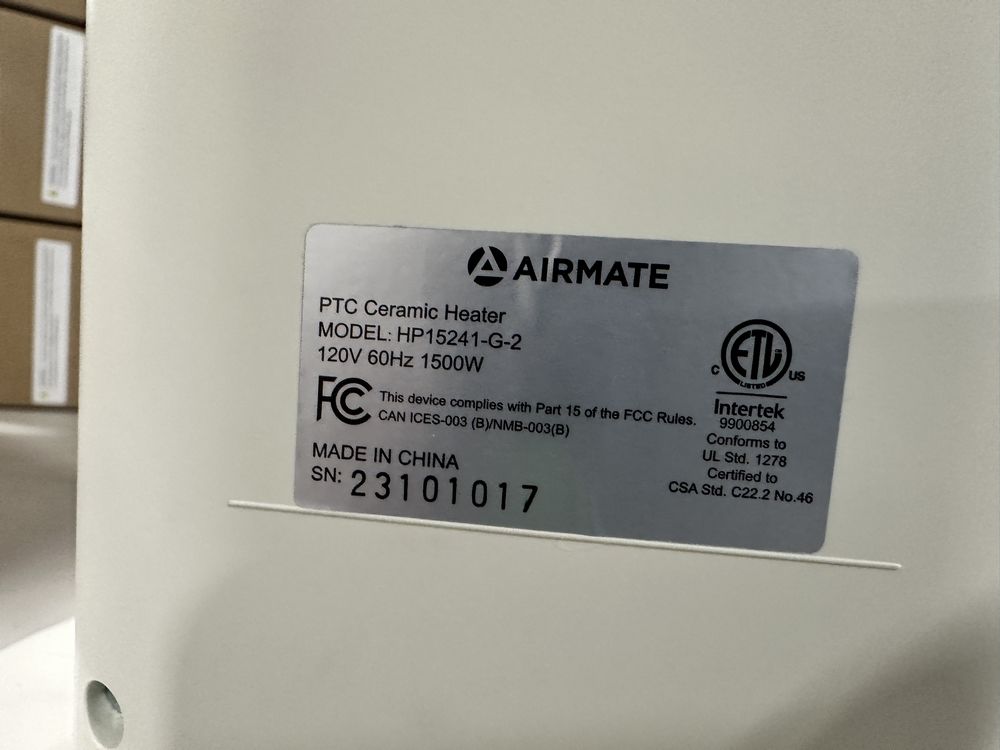 AIRMATE
PTC Ceramic Heater
MODEL: HP15241-G-2
120V 60Hz 1500W
FC This device complies with Part 15 of the FCC Rules.
CAN ICES-003 (B)/NMB-003(B)
MADE IN CHINA
SN: 23101017
ETL
C US
LISTED
Intertek
9900854
Conforms to
UL Std. 1278
Certified to
CSA Std. C22.2 No.46